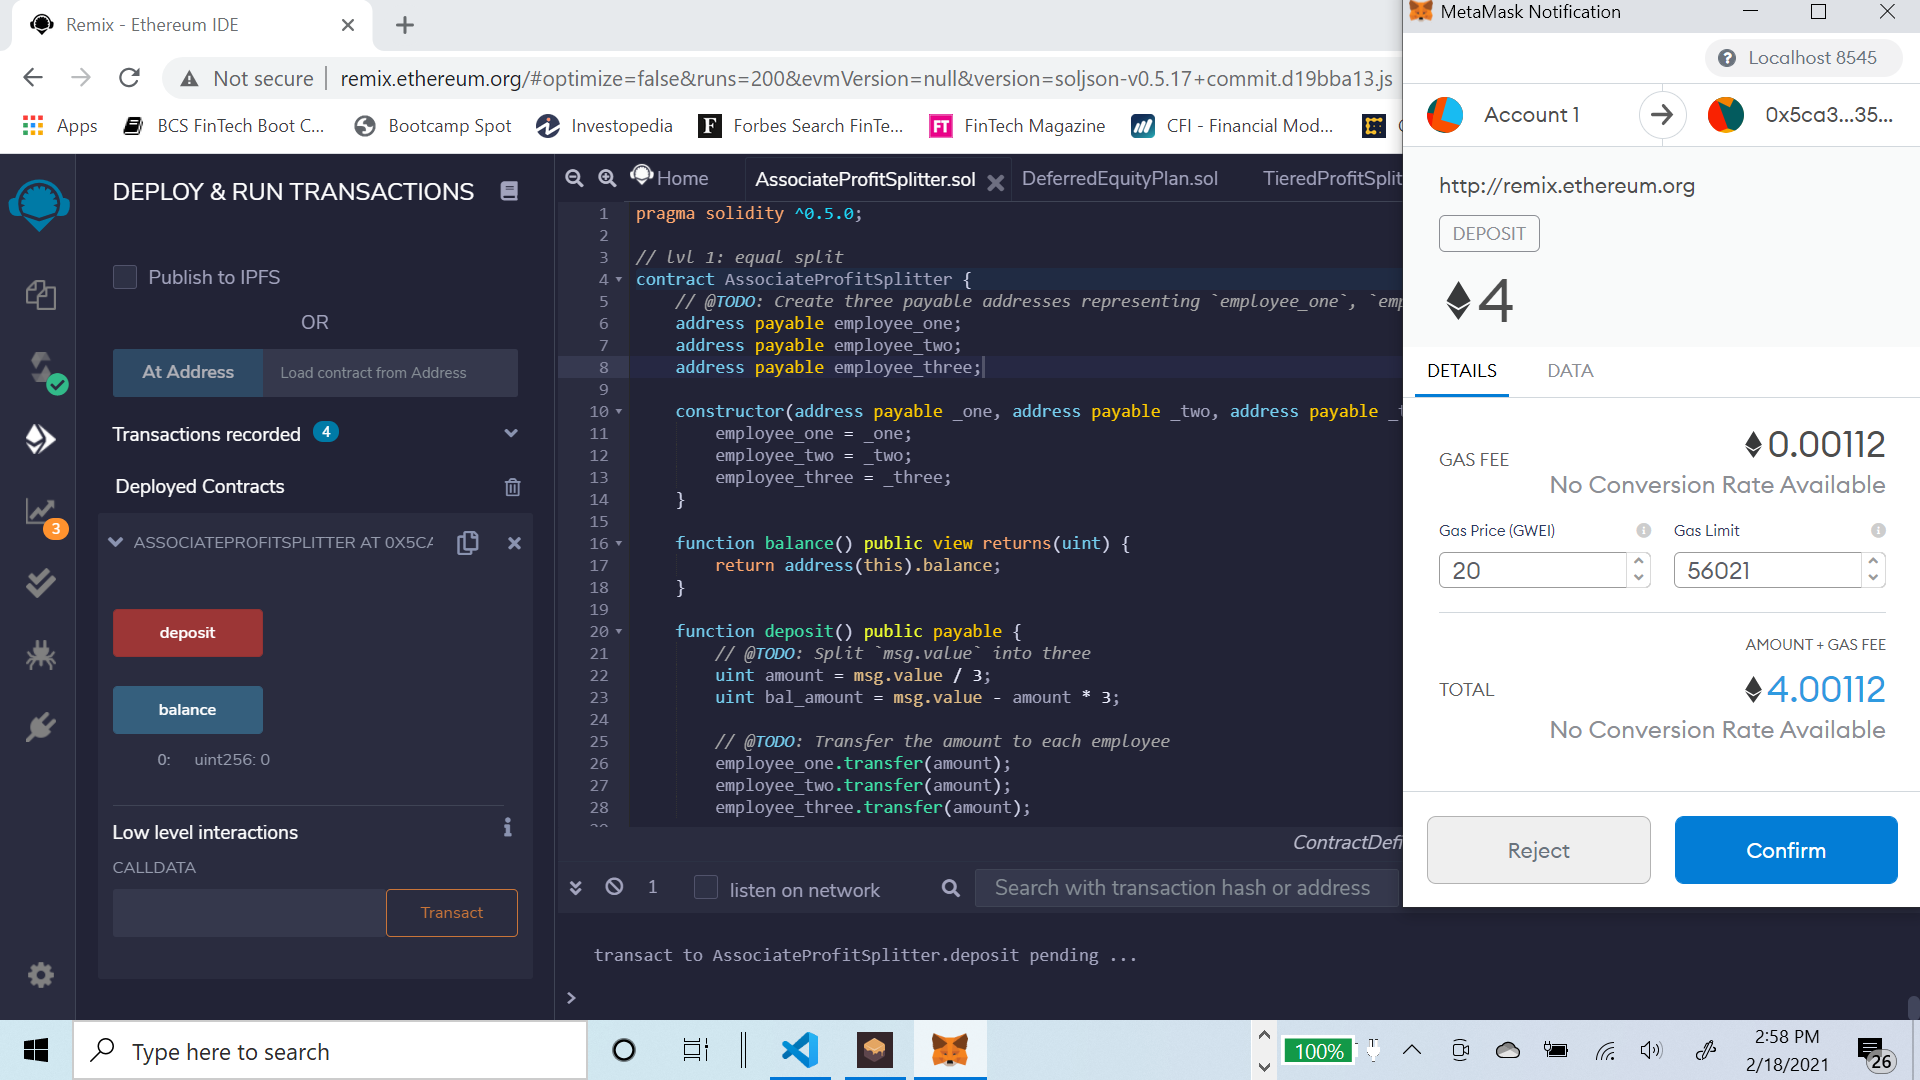 Remix - Ethereum IDE
Not secure | remix.ethereum.org/#optimize=false&runs=200&evmVersion=null&version=soljson-v0.5.17+commit.d19bba13.js
Apps
BCS FinTech Boot C...
Bootcamp Spot
Investopedia
Forbes Search FinTe...
FinTech Magazine
CFI - Financial Mod...
DEPLOY & RUN TRANSACTIONS
Publish to IPFS
OR
At Address
Load contract from Address
Transactions recorded 4
Deployed Contracts
ASSOCIATEPROFITSPLITTER AT 0X5CA
3
deposit
balance
0: uint256: 0
Low level interactions
CALLDATA
Transact
Home
AssociateProfitSplitter.sol
DeferredEquityPlan.sol
TieredProfitSplit
1 pragma solidity ^0.5.0;
2
3 // lvl 1: equal split
4 contract AssociateProfitSplitter {
5 // @TODO: Create three payable addresses representing `employee_one`, `emp
6 address payable employee_one;
7 address payable employee_two;
8 address payable employee_three;
9
10 constructor(address payable _one, address payable _two, address payable _t
11 employee_one = _one;
12 employee_two = _two;
13 employee_three = _three;
14 }
15
16 function balance() public view returns(uint) {
17 return address(this).balance;
18 }
19
20 function deposit() public payable {
21 // @TODO: Split `msg.value` into three
22 uint amount = msg.value / 3;
23 uint bal_amount = msg.value - amount * 3;
24
25 // @TODO: Transfer the amount to each employee
26 employee_one.transfer(amount);
27 employee_two.transfer(amount);
28 employee_three.transfer(amount);
ContractDefi
1
listen on network
Search with transaction hash or address
transact to AssociateProfitSplitter.deposit pending ...
>
MetaMask Notification
Localhost 8545
Account 1
0x5ca3...35...
http://remix.ethereum.org
DEPOSIT
4
DETAILS
DATA
GAS FEE
0.00112
No Conversion Rate Available
Gas Price (GWEI)
Gas Limit
20
56021
AMOUNT + GAS FEE
TOTAL
4.00112
No Conversion Rate Available
Reject
Confirm
Type here to search
100%
2:58 PM
2/18/2021
26